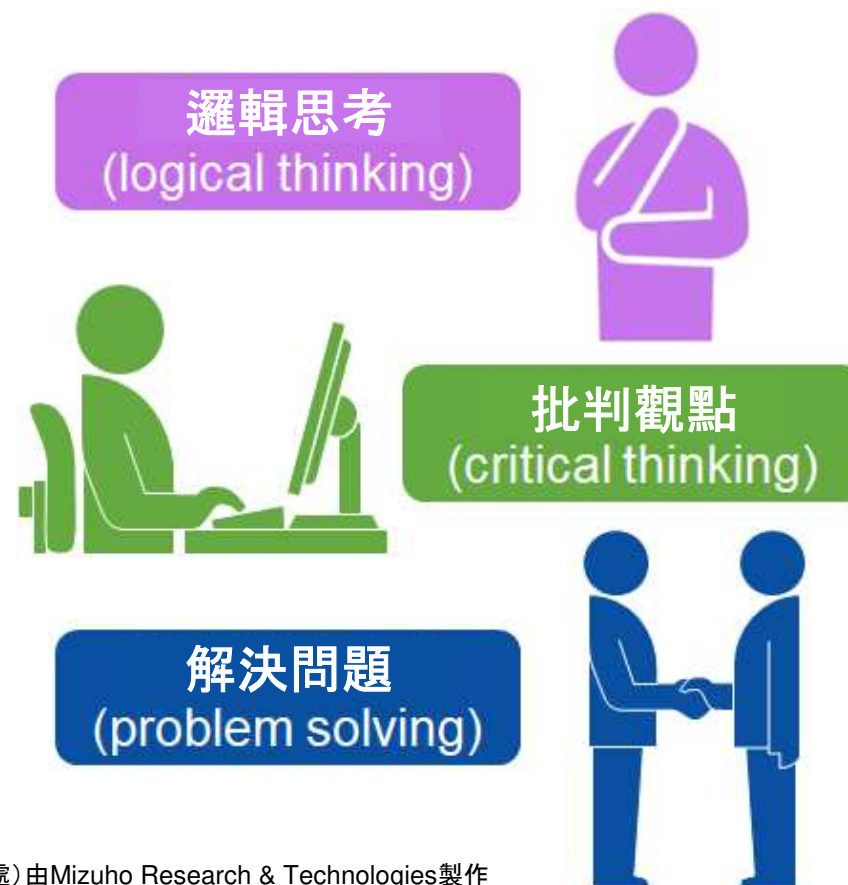 邏輯思考
(logical thinking)
批判觀點
(critical thinking)
解決問題
(problem solving)
處）由Mizuho Research & Technologies製作